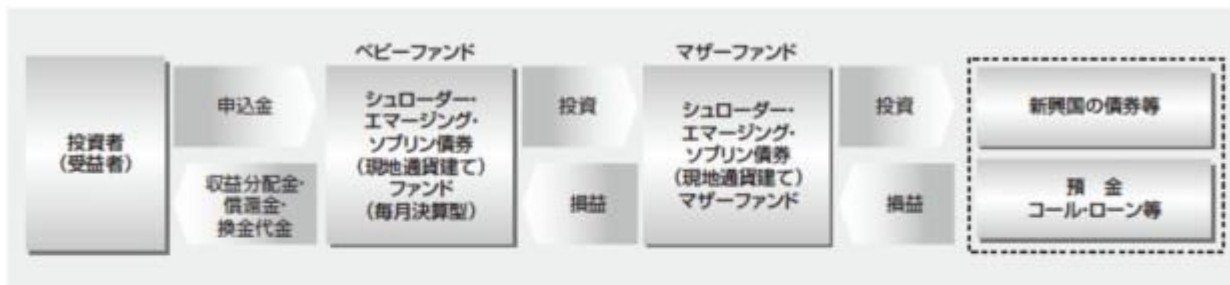 ベビーファンド
マザーファンド
投資者
(受益者)
申込金
収益分配金・
償還金・
換金代金
シュローダー・
エマージング・
ソブリン債券
(現地通貨建て)
ファンド
(毎月決算型)
投資
損益
シュローダー・
エマージング・
ソブリン債券
(現地通貨建て)
マザーファンド
投資
損益
新興国の債券等
預 金
コール・ローン等